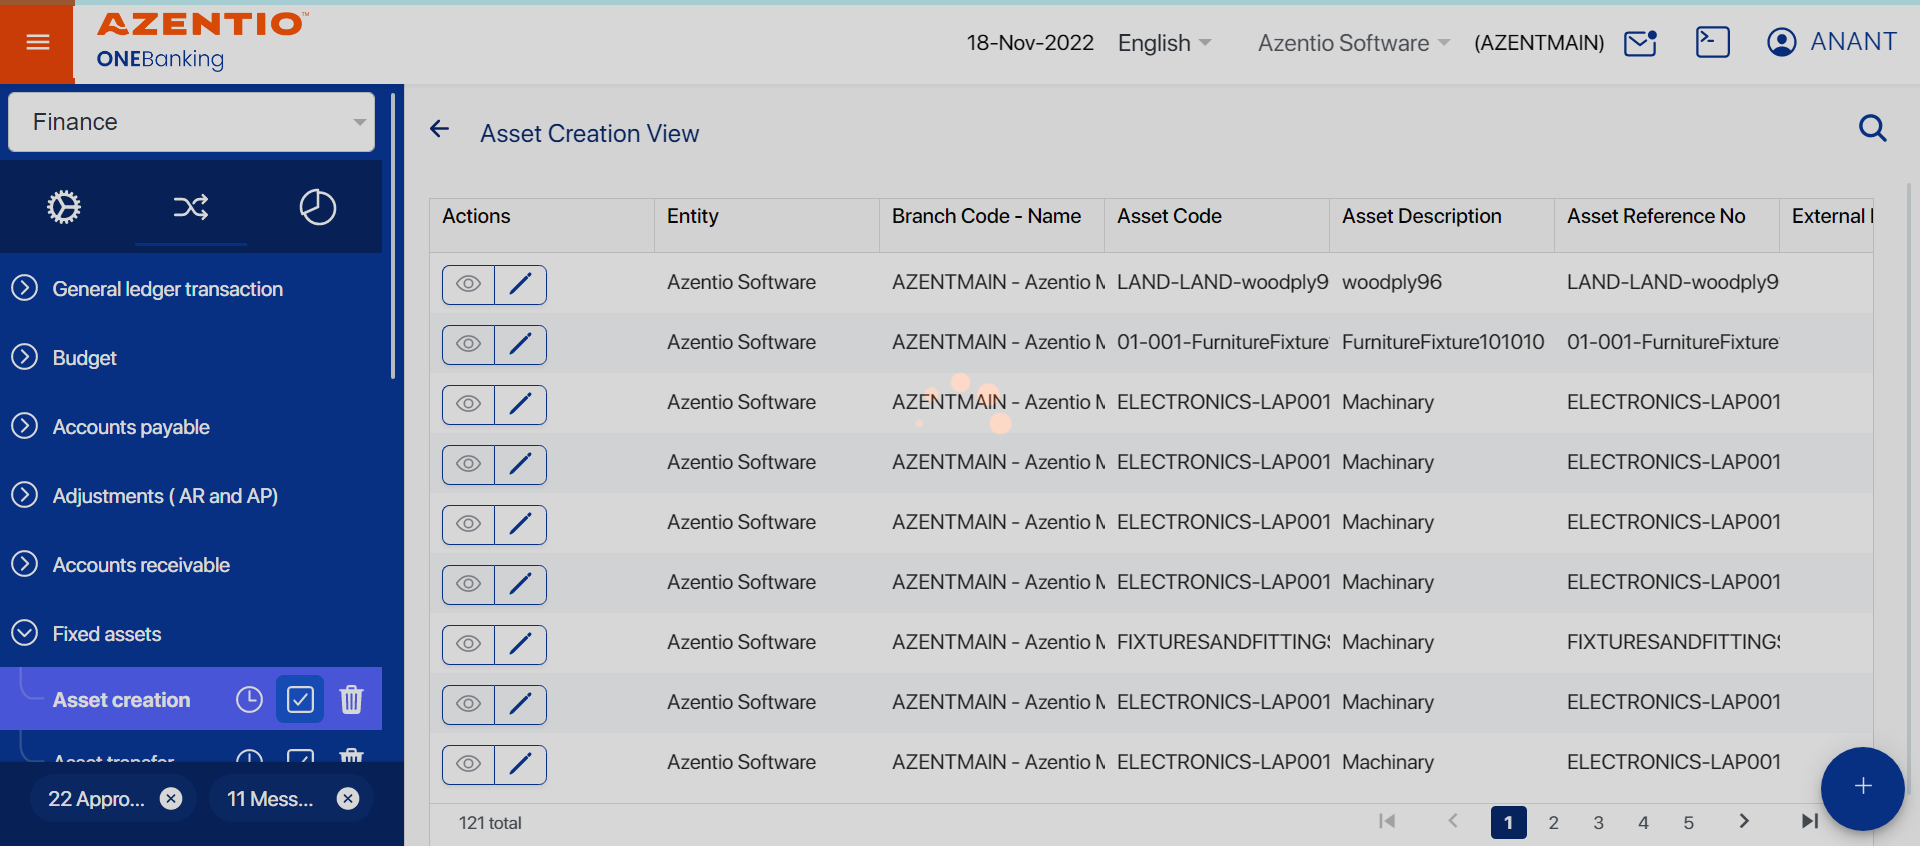 AZENTIO™
ONEBanking
18-Nov-2022 English Azentio Software (AZENTMAIN) ANANT
Finance
General ledger transaction
Budget
Accounts payable
Adjustments ( AR and AP)
Accounts receivable
Fixed assets
Asset creation
Asset transfer
22 Appro... 11 Mess...
Asset Creation View
Actions Entity Branch Code - Name Asset Code Asset Description Asset Reference No External
Azentio Software AZENTMAIN - Azentio M LAND-LAND-woodply9 woodply96 LAND-LAND-woodply9
Azentio Software AZENTMAIN - Azentio M 01-001-FurnitureFixture FurnitureFixture101010 01-001-FurnitureFixture
Azentio Software AZENTMAIN - Azentio M ELECTRONICS-LAP001 Machinary ELECTRONICS-LAP001
Azentio Software AZENTMAIN - Azentio M ELECTRONICS-LAP001 Machinary ELECTRONICS-LAP001
Azentio Software AZENTMAIN - Azentio M ELECTRONICS-LAP001 Machinary ELECTRONICS-LAP001
Azentio Software AZENTMAIN - Azentio M ELECTRONICS-LAP001 Machinary ELECTRONICS-LAP001
Azentio Software AZENTMAIN - Azentio M FIXTURESANDFITTINGS Machinary FIXTURESANDFITTINGS
Azentio Software AZENTMAIN - Azentio M ELECTRONICS-LAP001 Machinary ELECTRONICS-LAP001
Azentio Software AZENTMAIN - Azentio M ELECTRONICS-LAP001 Machinary ELECTRONICS-LAP001
121 total 1 2 3 4 5